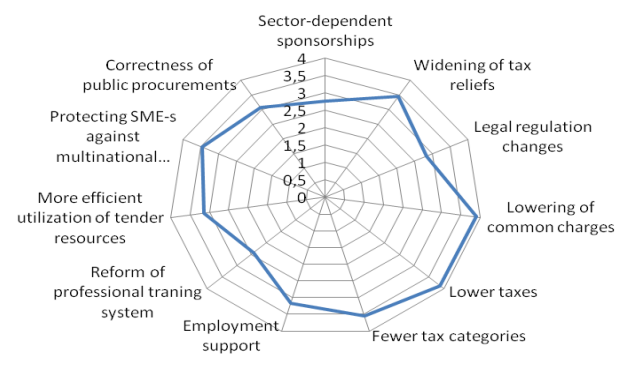 Sector-dependent
sponsorships
4
3,5
3
2,5
2
1,5
1
0,5
0
Widening of tax
reliefs
Legal regulation
changes
Lowering of
common charges
Lower taxes
Fewer tax categories
Employment
support
Reform of
professional traning
system
More efficient
utilization of tender
resources
Protecting SME-s
against
multinational...
Correctness of
public procurements